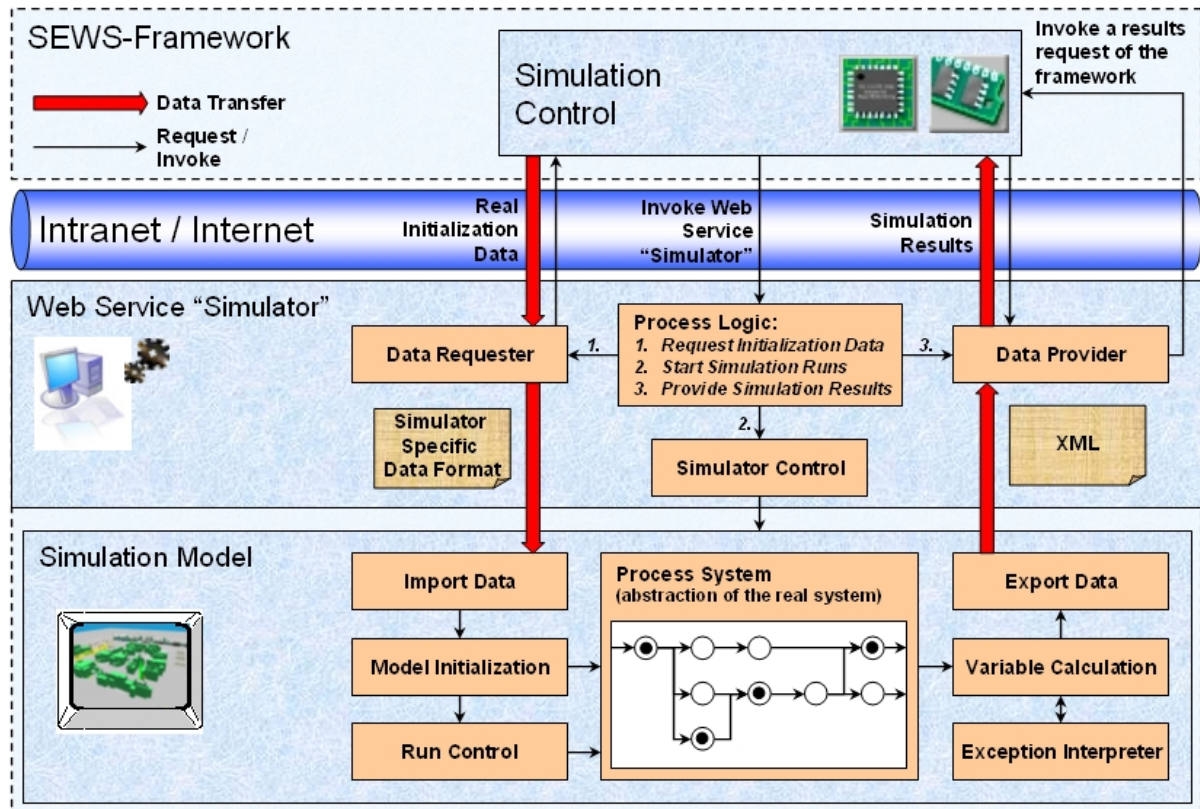 SEWS-Framework
Data Transfer
Request /
Invoke
Simulation
Control
Invoke a results
request of the
framework
Intranet / Internet
Real
Initialization
Data
Invoke Web
Service
“Simulator”
Simulation
Results
Web Service “Simulator”
Data Requester
1.
Process Logic:
1. Request Initialization Data
2. Start Simulation Runs
3. Provide Simulation Results
3.
Data Provider
Simulator
Specific
Data Format
2.
Simulator Control
XML
Simulation Model
Import Data
Model Initialization
Run Control
Process System
(abstraction of the real system)
Export Data
Variable Calculation
Exception Interpreter